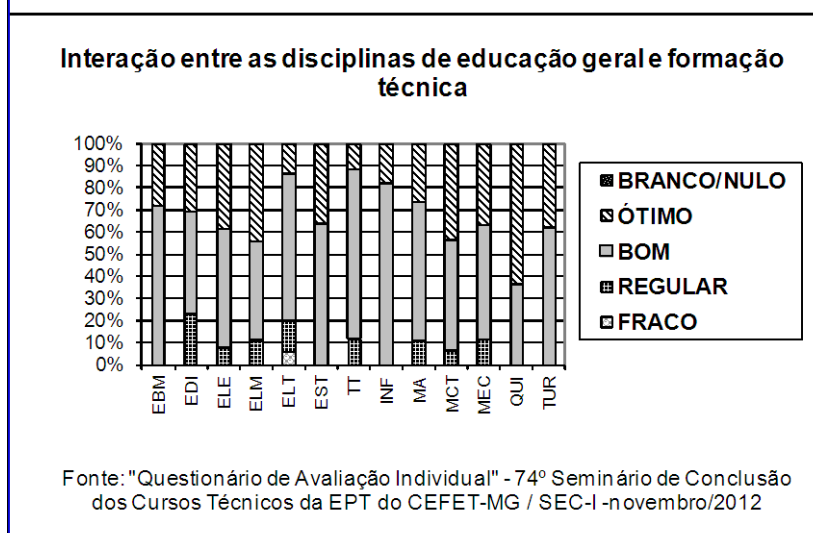 Interação entre as disciplinas de educação geral e formação
técnica
100%
90%
80%
70%
60%
50%
40%
30%
20%
10%
0%
EBM
EDI
ELE
ELM
ELT
EST
TT
INF
MA
MCT
MEC
QUI
TUR
BRANCO/NULO
ÓTIMO
BOM
REGULAR
FRACO
Fonte: "Questionário de Avaliação Individual" - 74º Seminário de Conclusão
dos Cursos Técnicos da EPT do CEFET-MG / SEC-I -novembro/2012